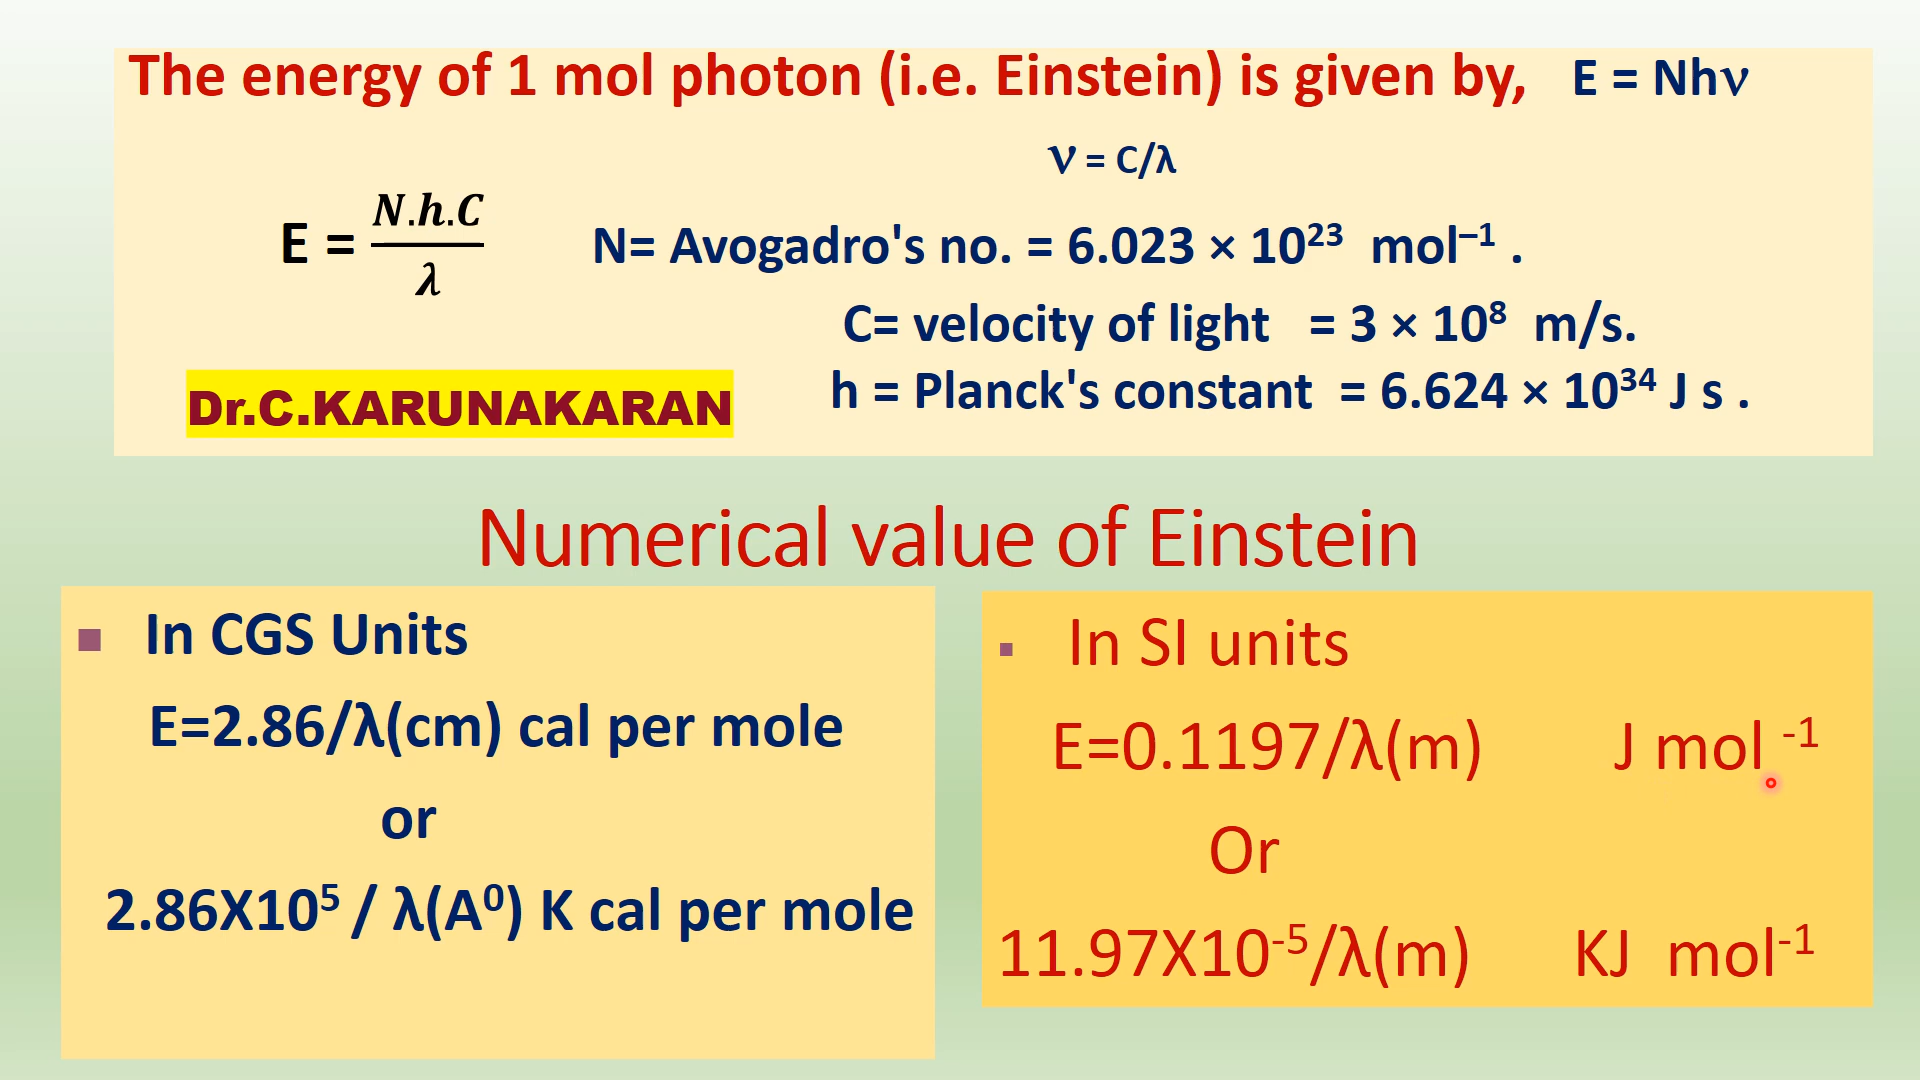 The energy of 1 mol photon (i.e. Einstein) is given by, E = Nhν
ν = C/λ
E = N.h.C/λ
N= Avogadro's no. = 6.023 × 10²³ mol⁻¹ .
C= velocity of light = 3 × 10⁸ m/s.
h = Planck's constant = 6.624 × 10³⁴ J s .
Dr.C.KARUNAKARAN
Numerical value of Einstein
In CGS Units
E=2.86/λ(cm) cal per mole
or
2.86X10⁵ / λ(A⁰) K cal per mole
In SI units
E=0.1197/λ(m) J mol ⁻¹
Or
11.97X10⁻⁵/λ(m) KJ mol⁻¹